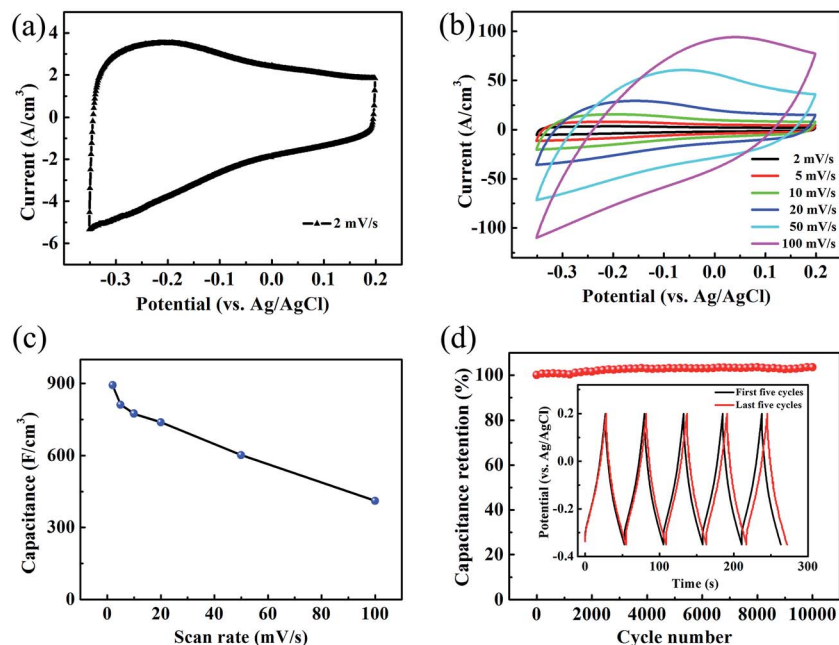 (a)
Current (A/cm³)
4
2
0
-2
-4
-6
-0.3 -0.2 -0.1 0.0 0.1 0.2
Potential (vs. Ag/AgCl)
2 mV/s
(b)
Current (A/cm³)
100
50
0
-50
-100
-0.3 -0.2 -0.1 0.0 0.1 0.2
Potential (vs. Ag/AgCl)
2 mV/s
5 mV/s
10 mV/s
20 mV/s
50 mV/s
100 mV/s
(c)
Capacitance (F/cm³)
900
750
600
450
300
0
0 20 40 60 80 100
Scan rate (mV/s)
(d)
Capacitance retention (%)
100
80
60
40
20
0
0 2000 4000 6000 8000 10000
Cycle number
First five cycles
Last five cycles
Potential (vs. Ag/AgCl)
0.2
0.0
-0.3
-0.4
0 100 200 300
Time (s)